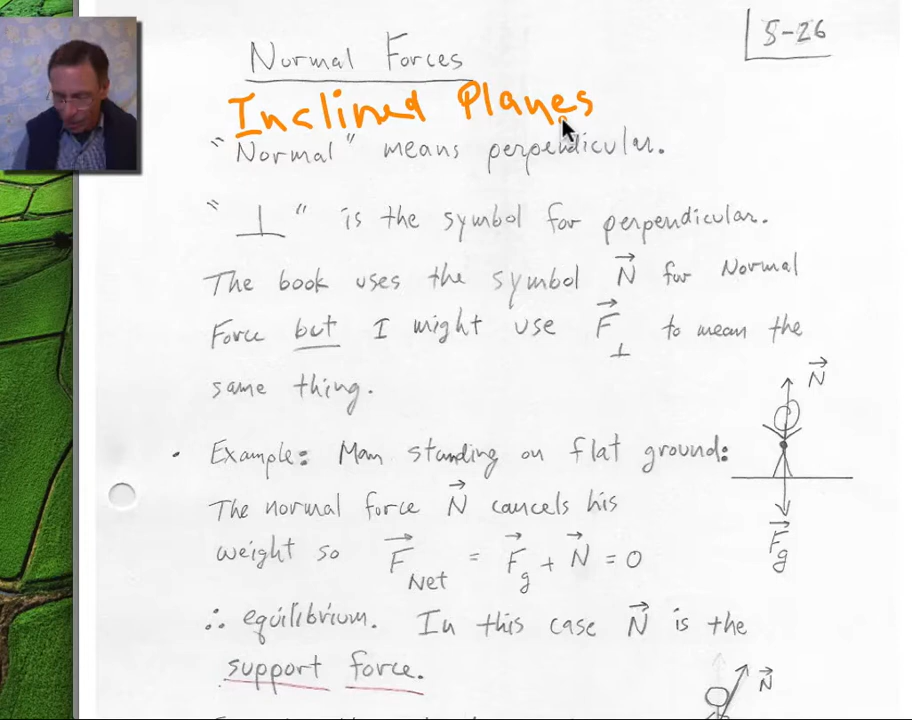 5-26
Normal Forces
Inclined Planes
"Normal" means perpendicular.
"⊥" is the symbol for perpendicular.
The book uses the symbol N⃗ for Normal
Force but I might use F⃗⊥ to mean the
same thing.
• Example: Man standing on flat ground:
The normal force N⃗ cancels his
weight so F⃗Net = F⃗g + N⃗ = 0
∴ equilibrium. In this case N⃗ is the
support force.
N⃗
F⃗g
N⃗